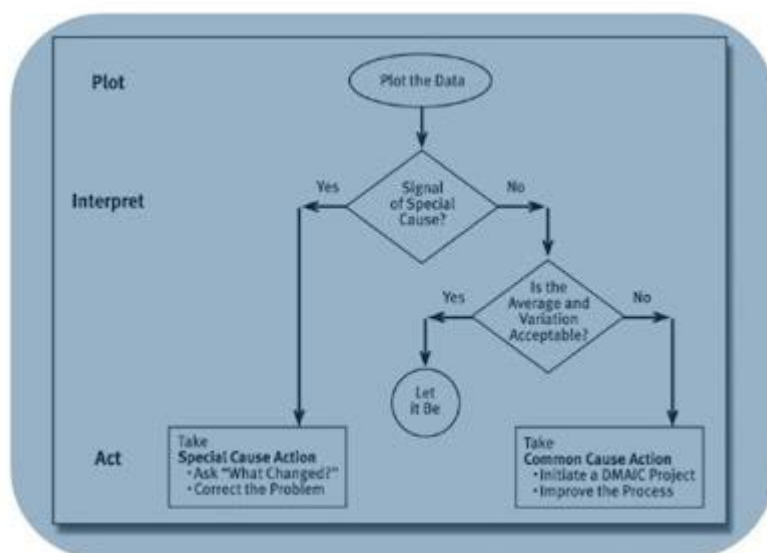 Plot
Plot the Data
Interpret
Yes
Signal
of Special
Cause?
No
Yes
Is the
Average and
Variation
Acceptable?
No
Let
it Be
Act
Take
Special Cause Action
•Ask “What Changed?”
•Correct the Problem
Take
Common Cause Action
•Initiate a DMAIC Project
•Improve the Process